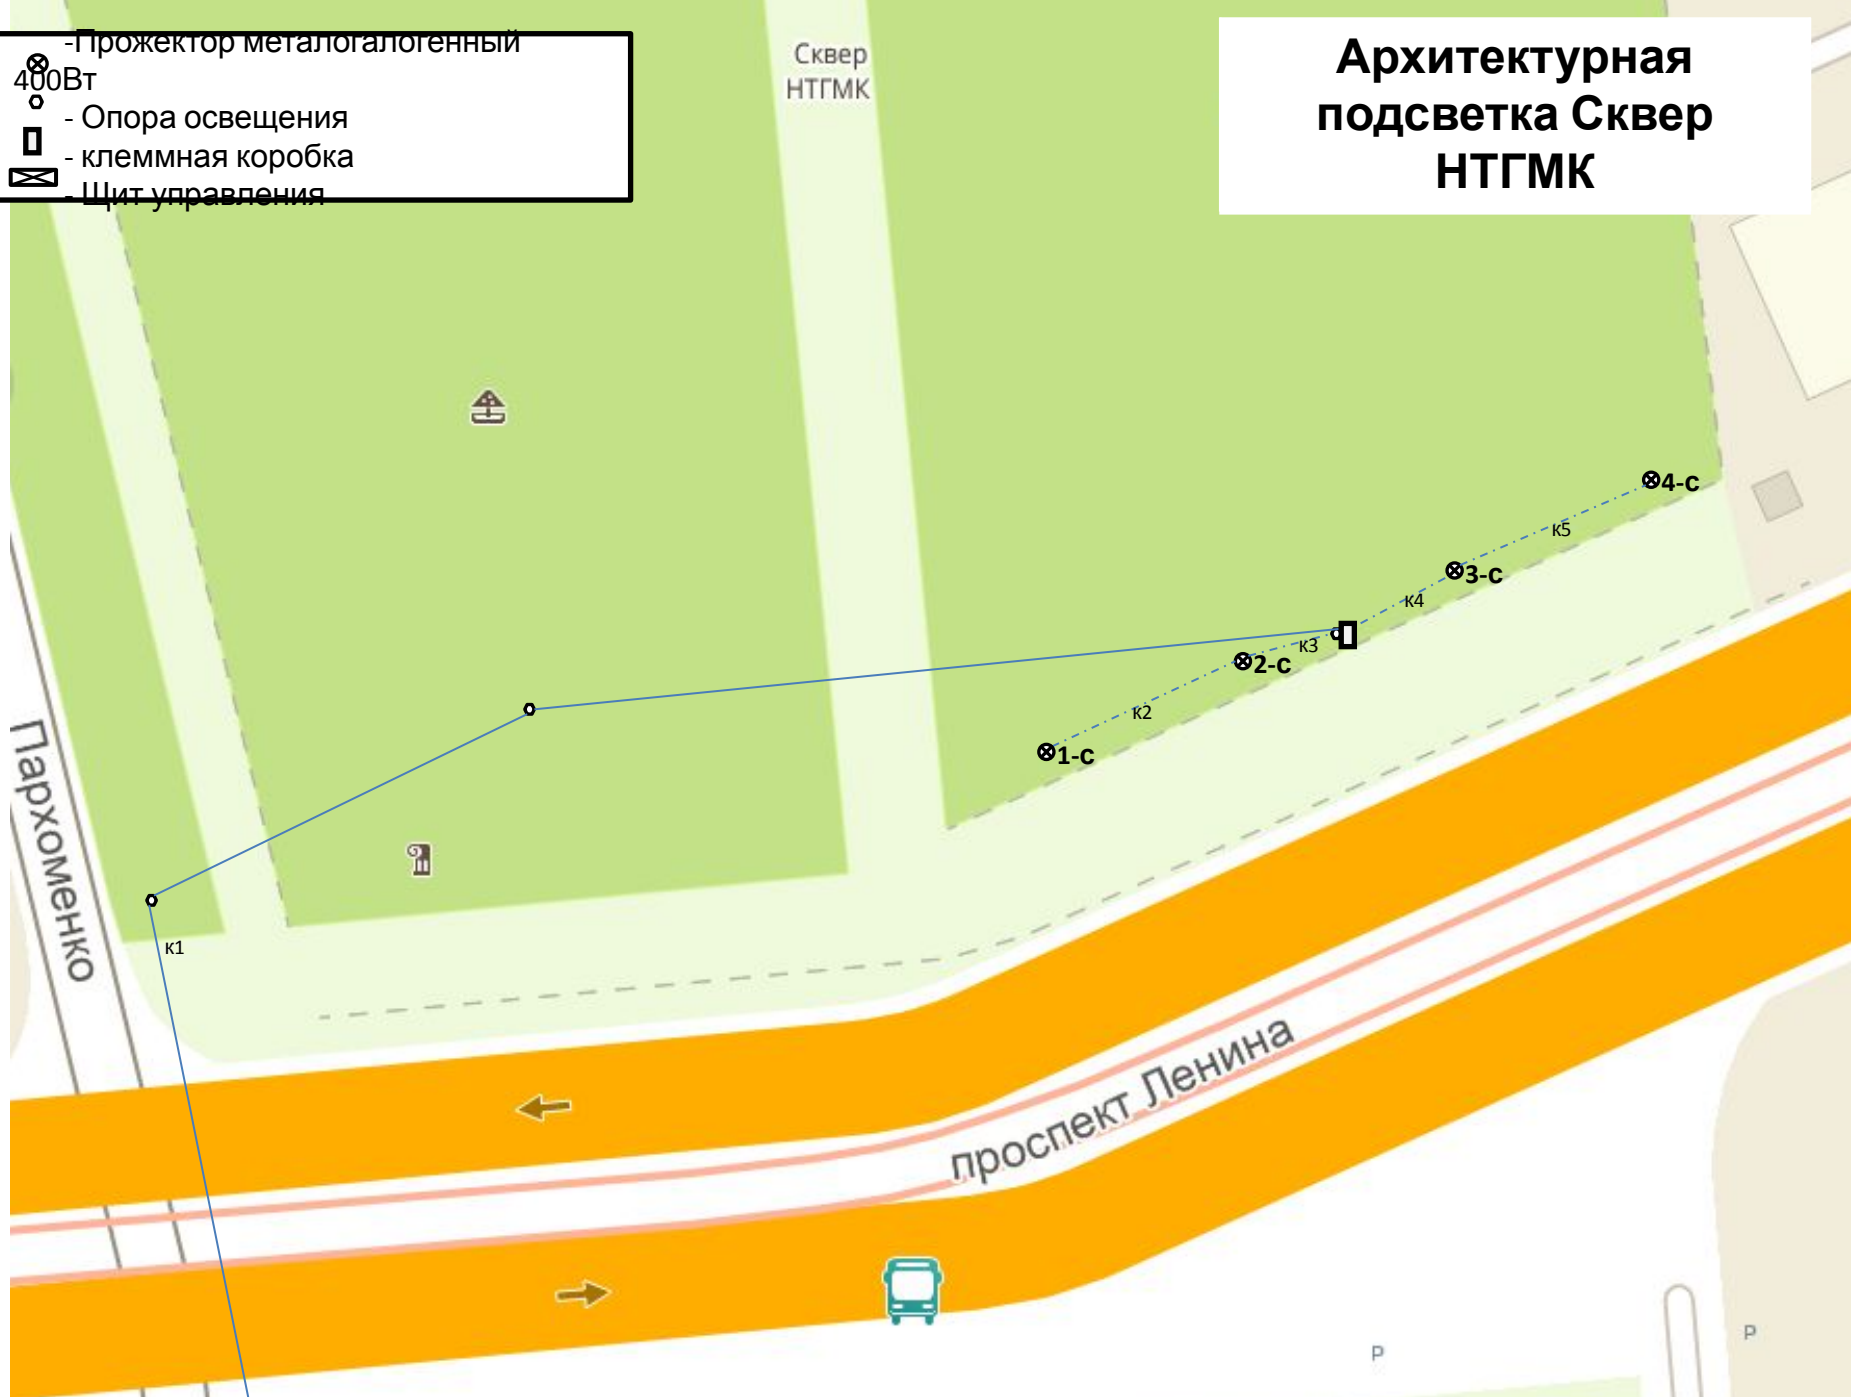 -Прожектор металогалогенный
400Вт
- Опора освещения
- клеммная коробка
- Щит управления
Сквер
НТГМК
Архитектурная
подсветка Сквер
НТГМК
4-с
к5
3-с
к4
к3
2-с
к2
1-с
Пархоменко
к1
проспект Ленина
P
P